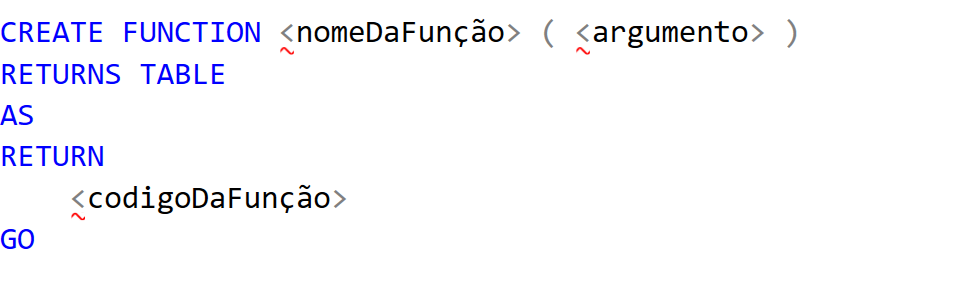 CREATE FUNCTION <nomeDaFunção> ( <argumento> )
RETURNS TABLE
AS
RETURN
    <codigoDaFunção>
GO